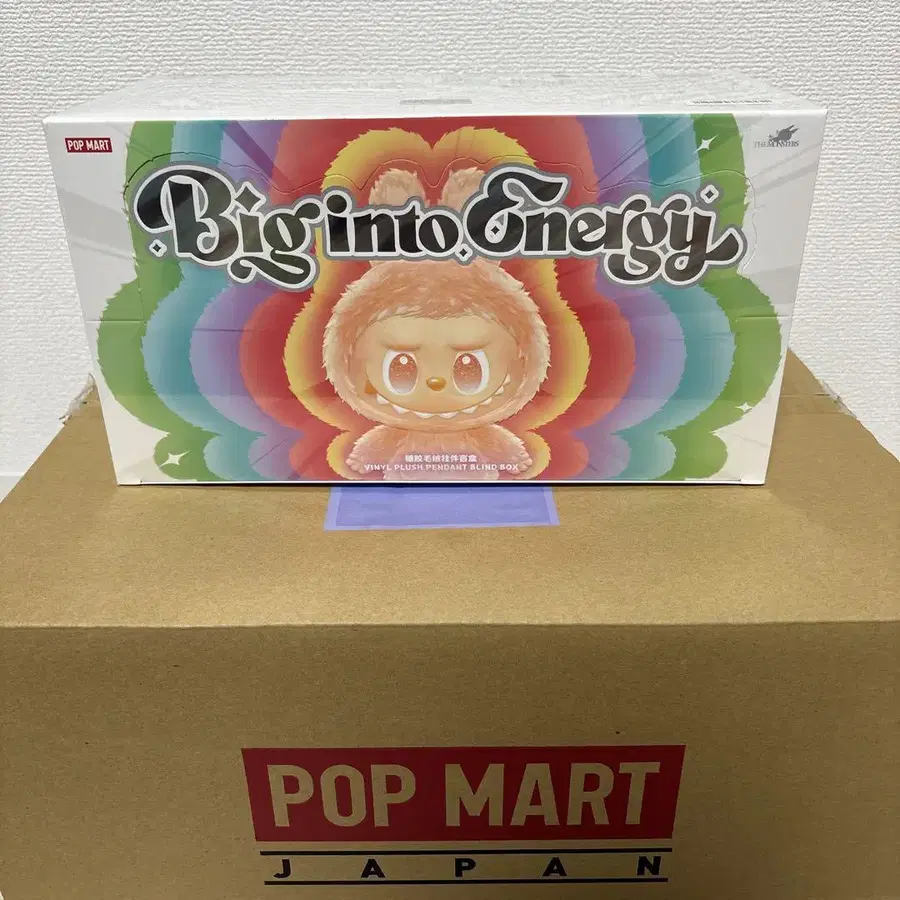 POP MART
THE MONSTERS
Big into Energy
搪胶毛绒挂件盲盒
VINYL PLUSH PENDANT BLIND BOX
POP MART
JAPAN